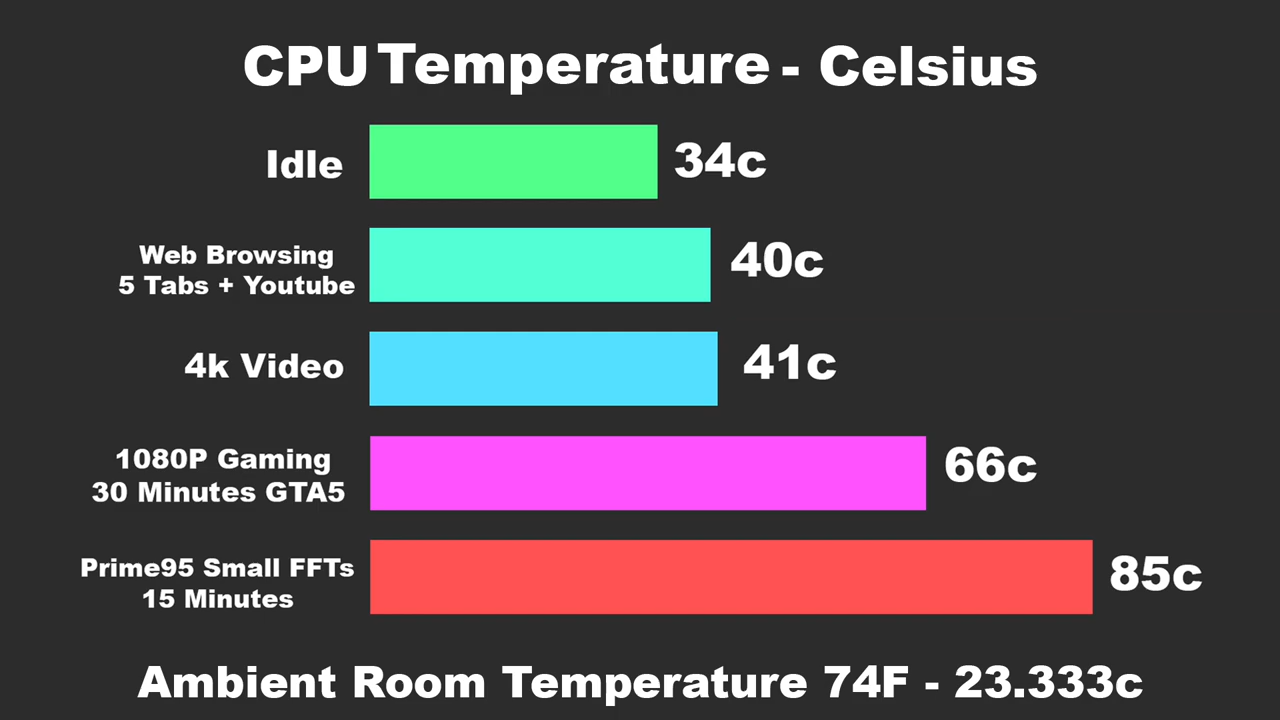 CPU Temperature - Celsius
Idle
34c
Web Browsing
5 Tabs + Youtube
40c
4k Video
41c
1080P Gaming
30 Minutes GTA5
66c
Prime95 Small FFTs
15 Minutes
85c
Ambient Room Temperature 74F - 23.333c